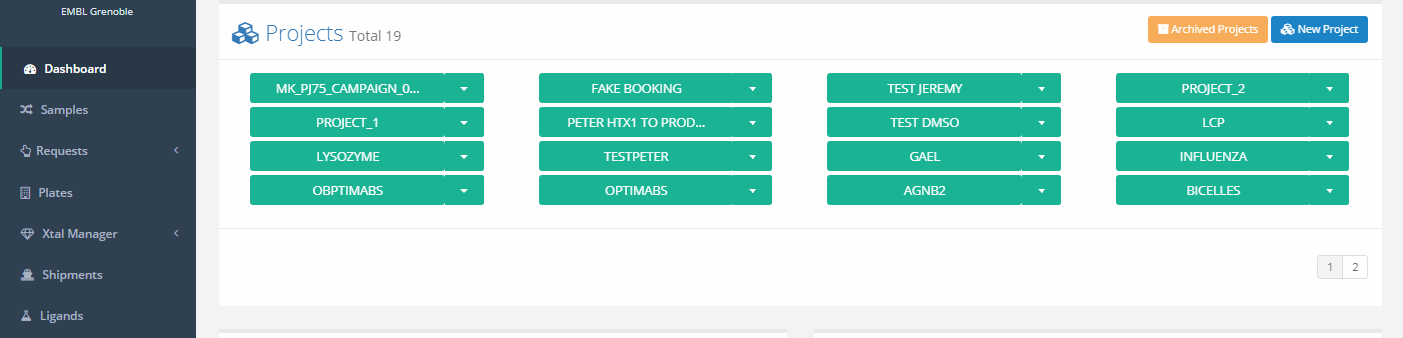 EMBL Grenoble
Dashboard
Samples
Requests
Plates
Xtal Manager
Shipments
Ligands
Projects Total 19
Archived Projects New Project
MK_PJ75_CAMPAIGN_0... FAKE BOOKING TEST JEREMY PROJECT_2
PROJECT_1 PETER HTX1 TO PROD... TEST DMSO LCP
LYSOZYME TESTPETER GAEL INFLUENZA
OBPTIMABS OPTIMABS AGNB2 BICELLES
1 2